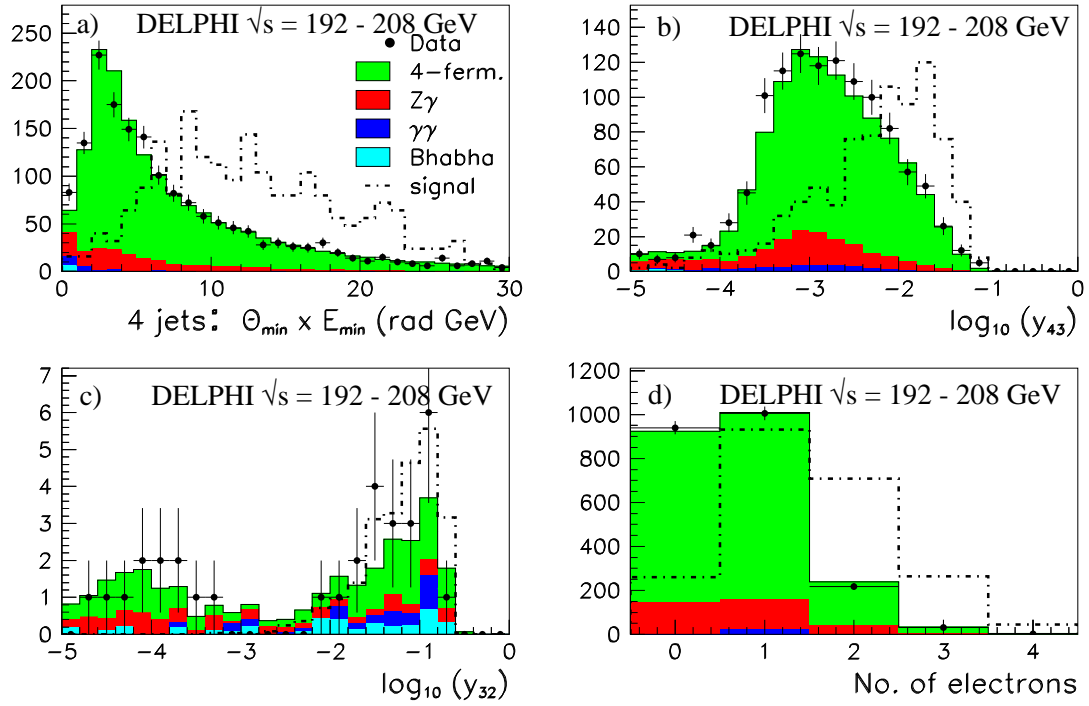 a) DELPHI √s = 192 - 208 GeV
Data
4-ferm.
Zγ
γγ
Bhabha
signal
250
200
150
100
50
0
0 10 20 30
4 jets: Θmin x Emin (rad GeV)
b) DELPHI √s = 192 - 208 GeV
140
120
100
80
60
40
20
0
−5 −4 −3 −2 −1 0
log10 (y43)
c) DELPHI √s = 192 - 208 GeV
7
6
5
4
3
2
1
0
−5 −4 −3 −2 −1 0
log10 (y32)
d) DELPHI √s = 192 - 208 GeV
1200
1000
800
600
400
200
0
0 1 2 3 4
No. of electrons